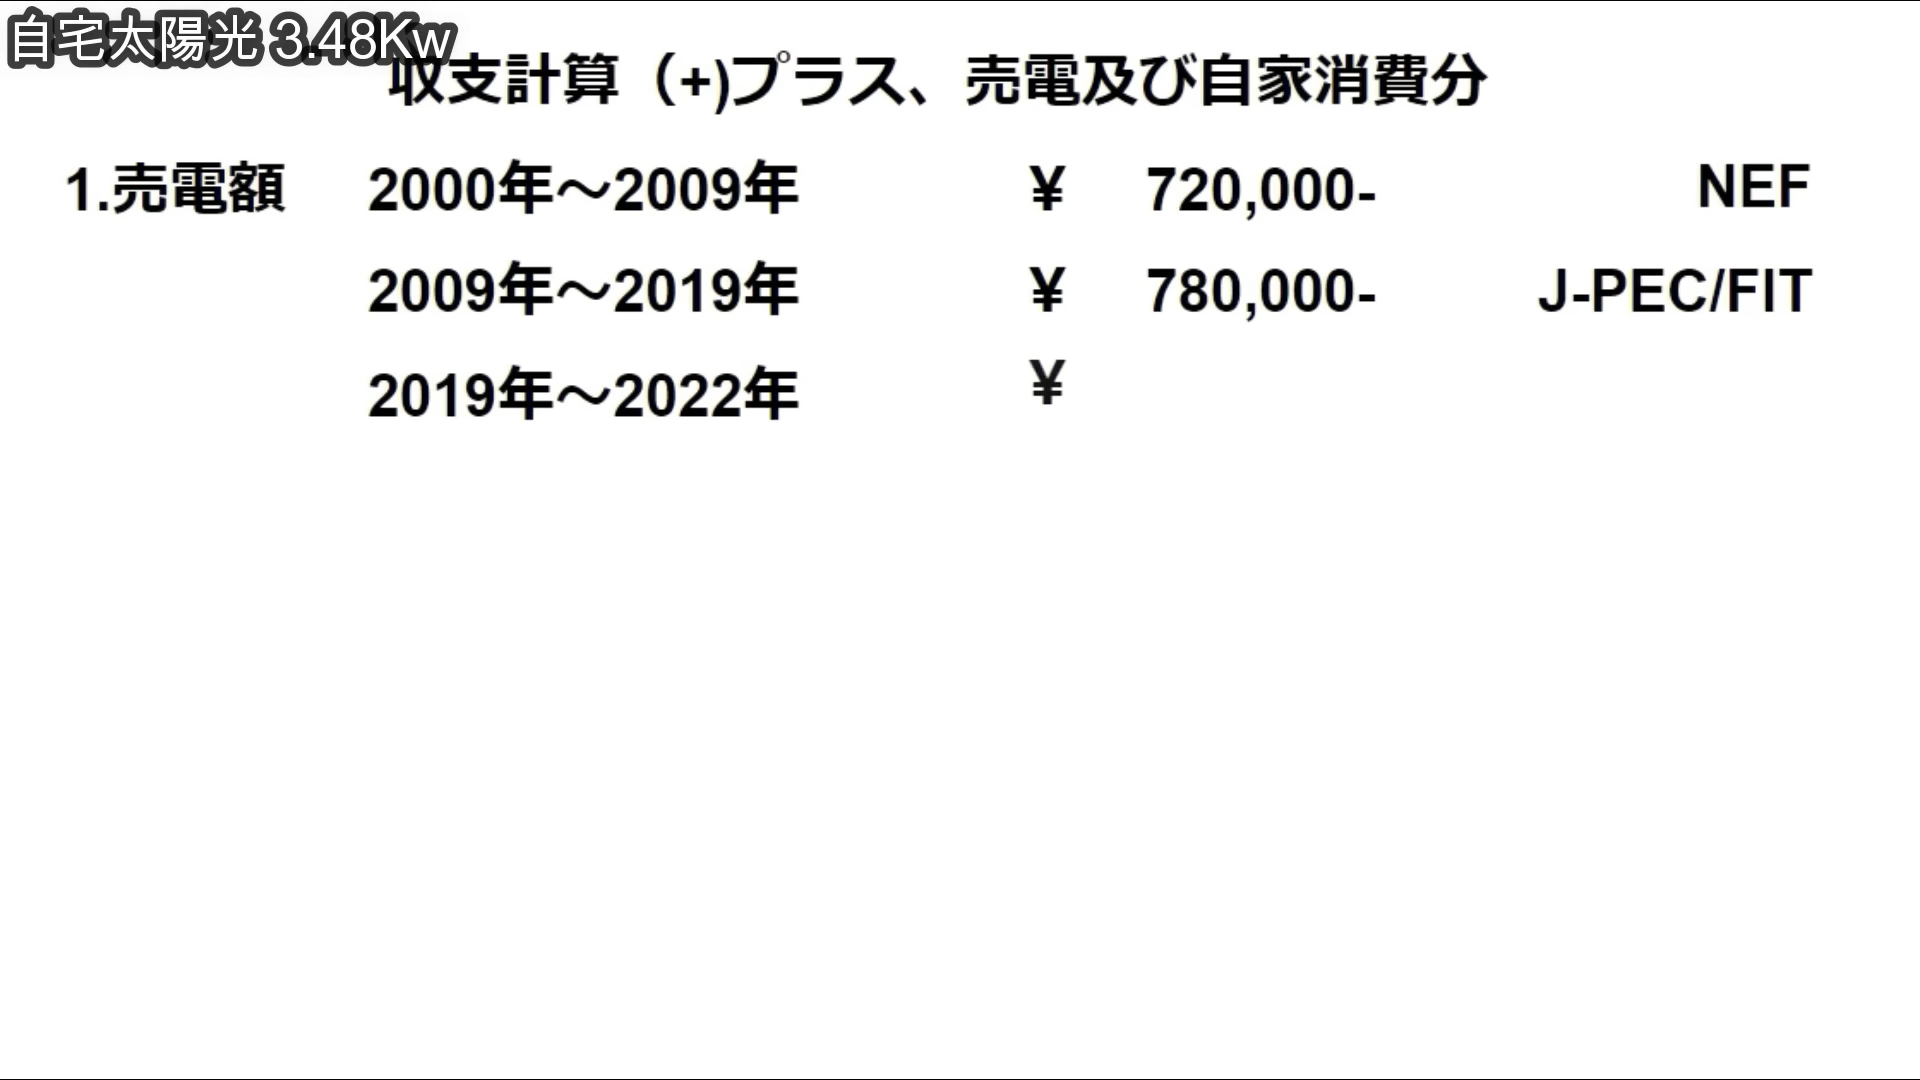 自宅太陽光 3.48Kw
収支計算（+)プラス、売電及び自家消費分
1.売電額 2000年～2009年 ¥ 720,000- NEF
2009年～2019年 ¥ 780,000- J-PEC/FIT
2019年～2022年 ¥